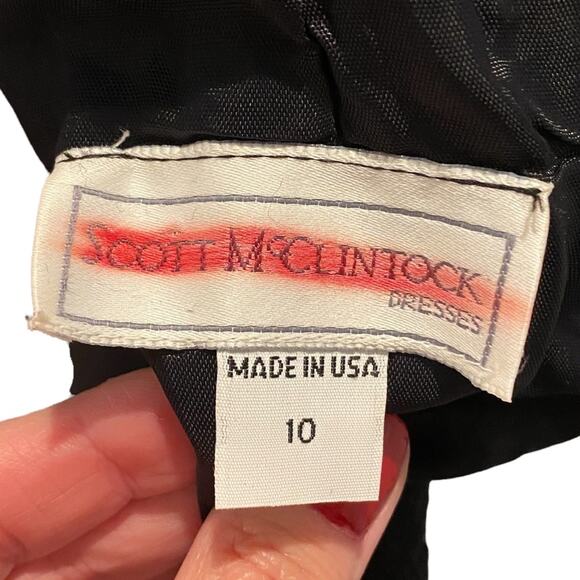 SCOTT McCLINTOCK
DRESSES
MADE IN USA
10